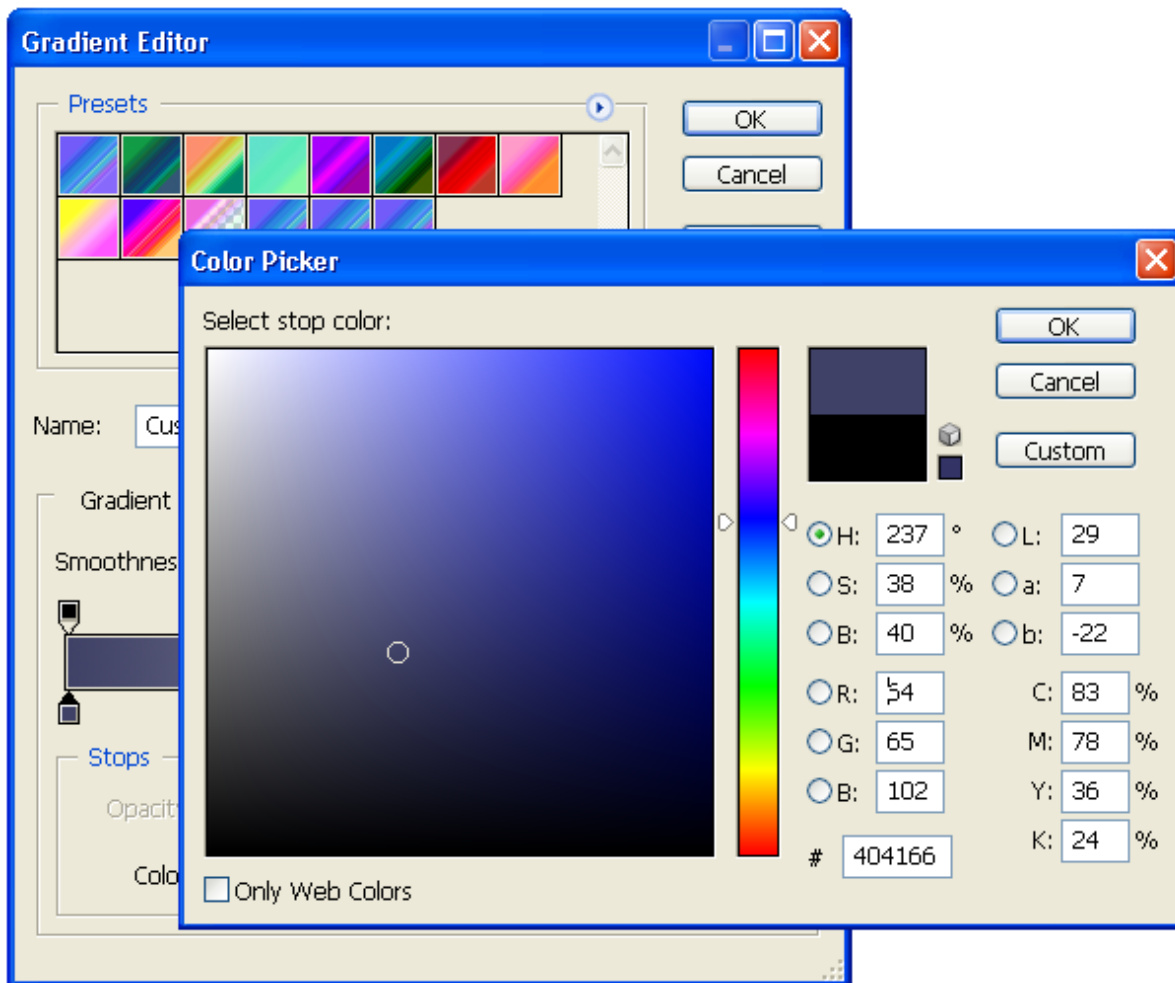 Gradient Editor
Presets
OK
Cancel
Color Picker
Select stop color:
OK
Cancel
Custom
Name:
Gradient
H: 237 °
L: 29
S: 38 %
a: 7
B: 40 %
b: -22
R:
C: 83 %
G: 65
M: 78 %
B: 102
Y: 36 %
K: 24 %
# 404166
Only Web Colors
Stops